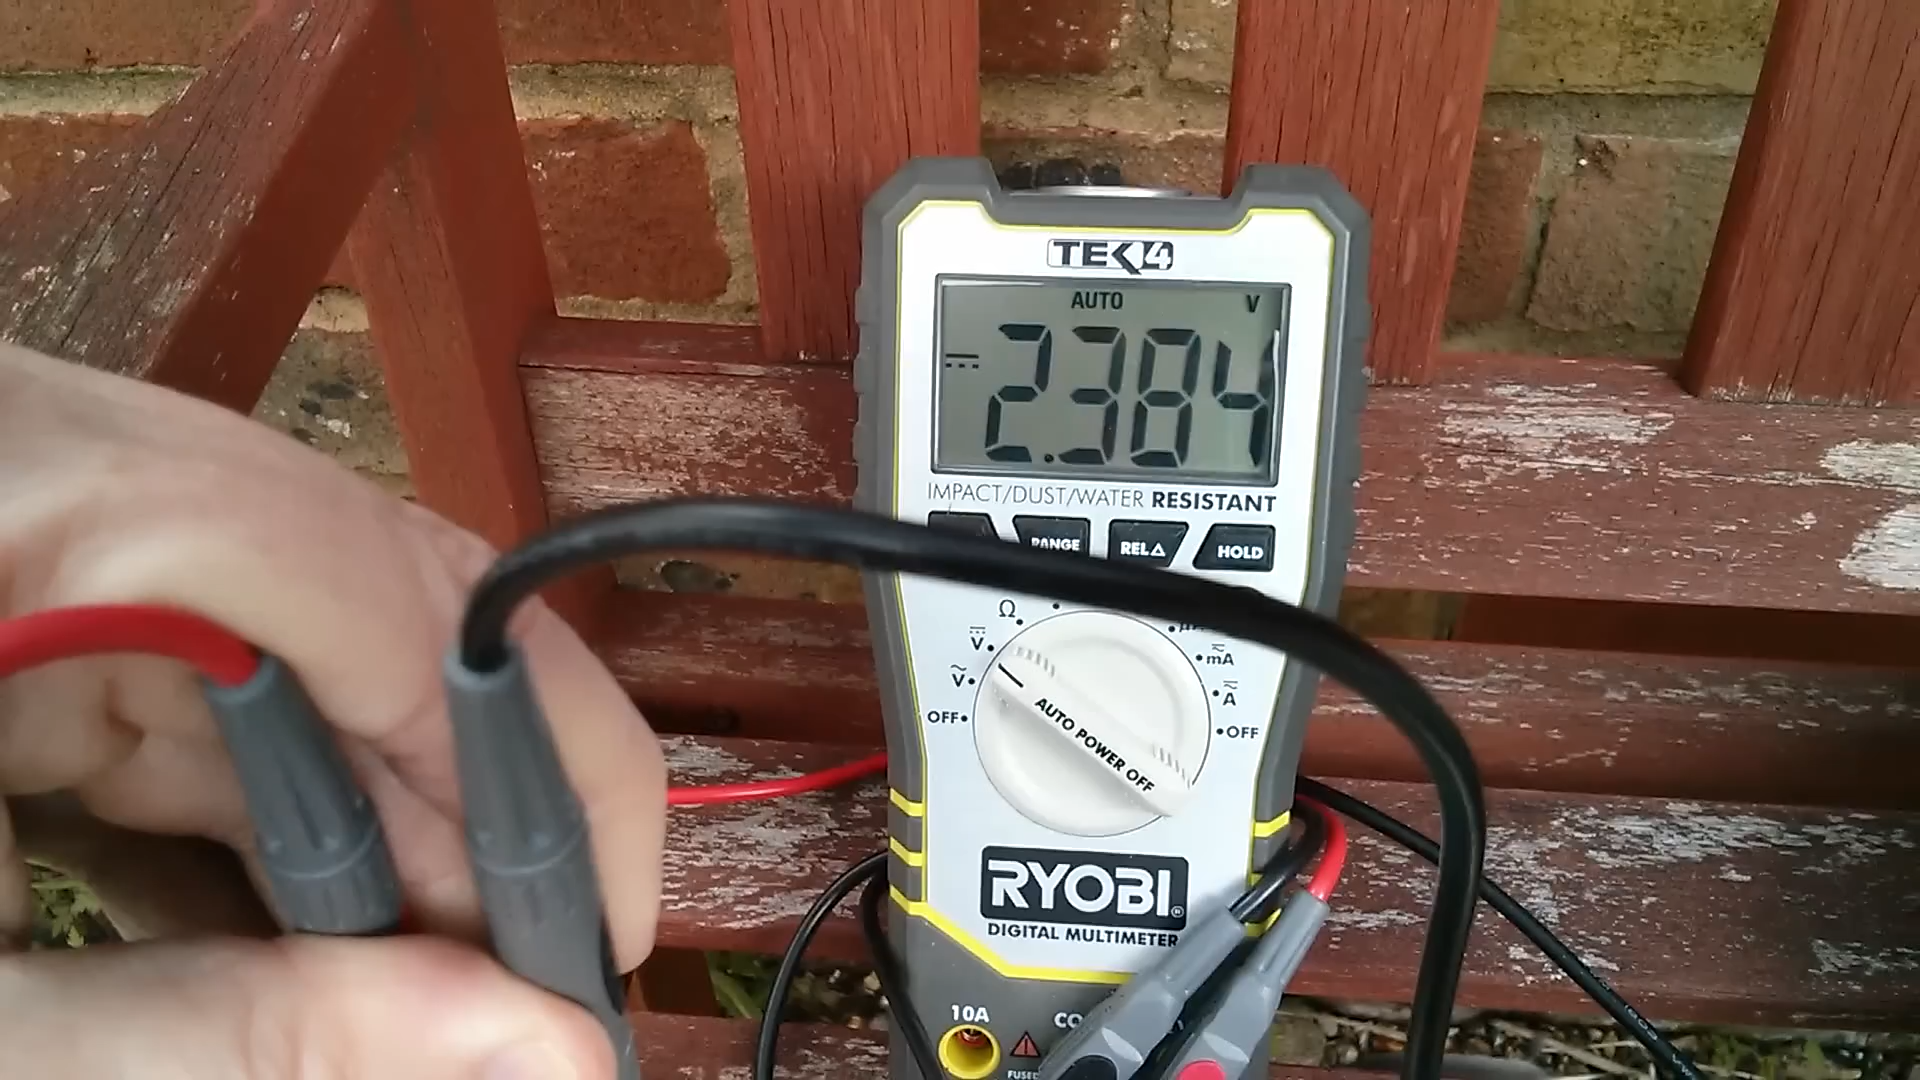 TEK4
AUTO V
2.384
IMPACT/DUST/WATER RESISTANT
RANGE REL△ HOLD
Ω
V
mA
V
A
OFF
OFF
AUTO POWER OFF
RYOBI®
DIGITAL MULTIMETER
10A
FUSED